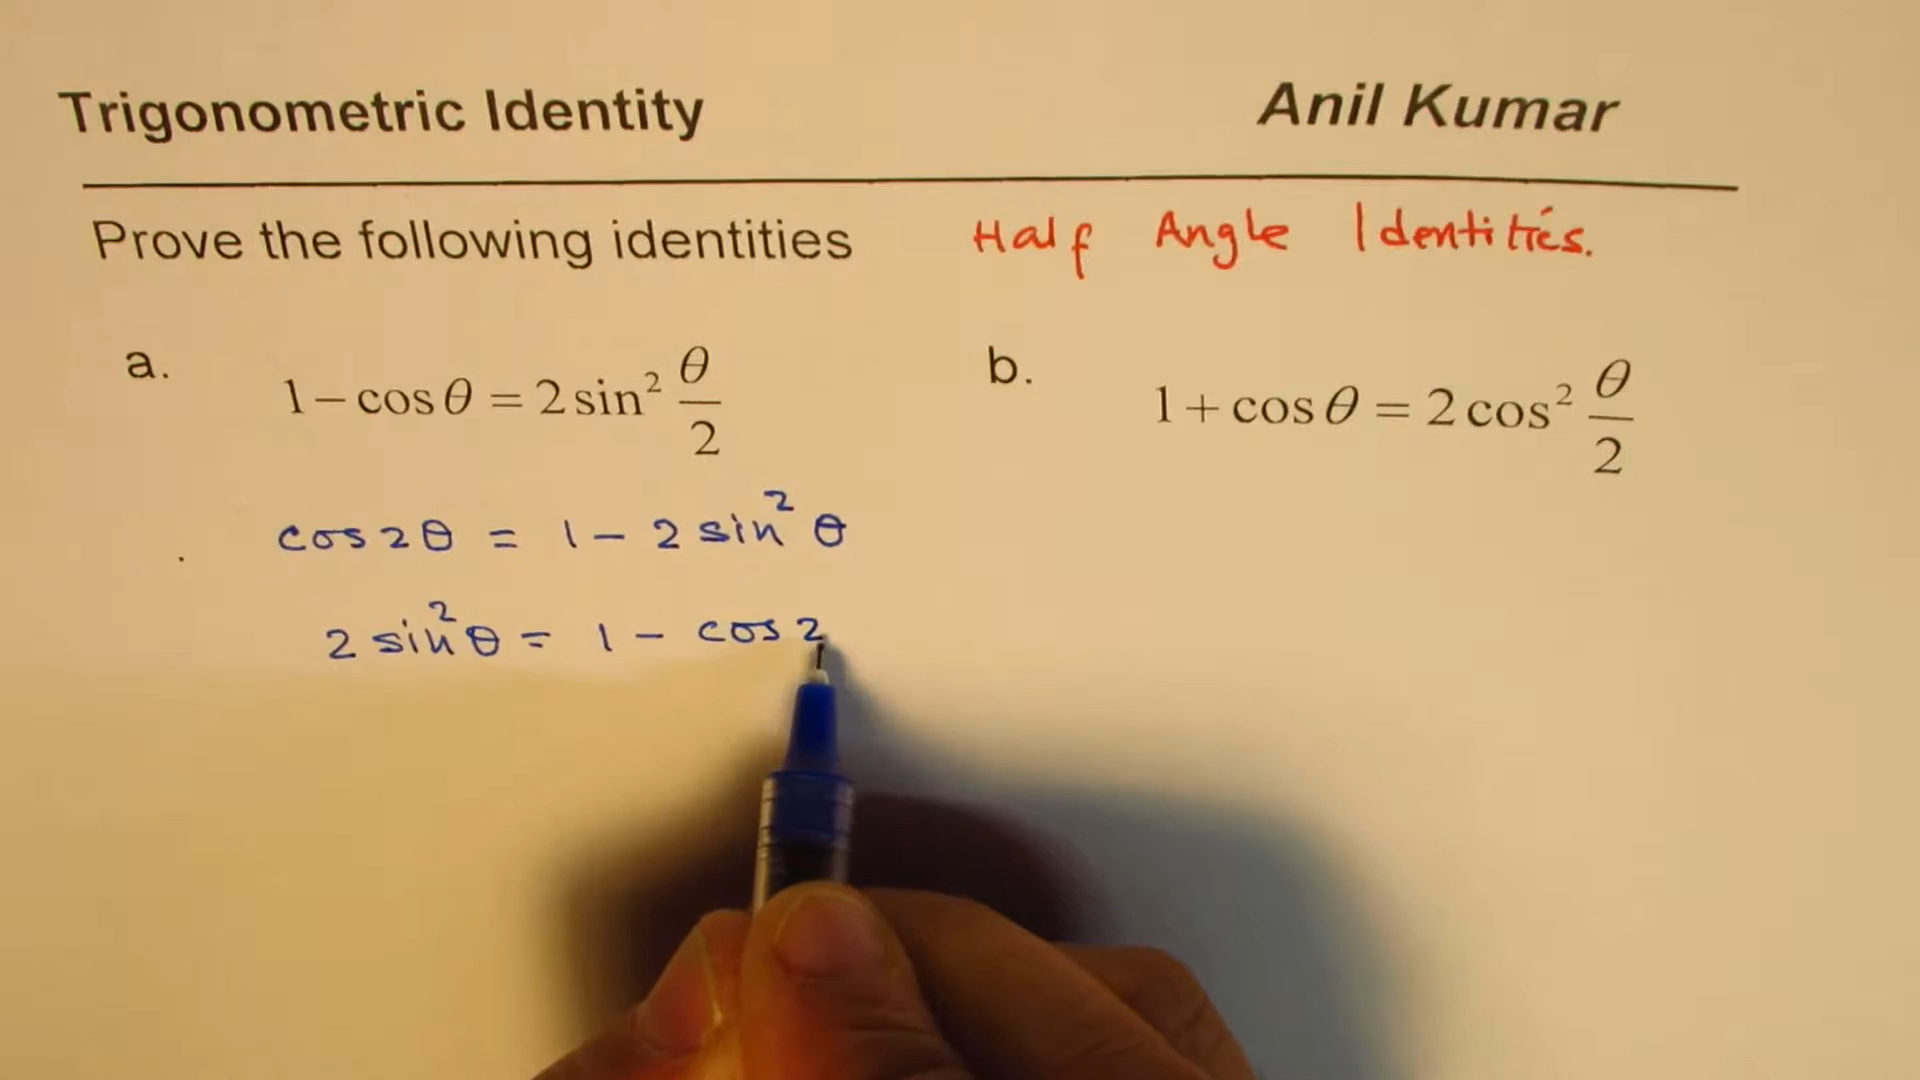 Trigonometric Identity Anil Kumar
Prove the following identities Half Angle Identities.
a. 1 − cos θ = 2 sin² θ/2 b. 1 + cos θ = 2 cos² θ/2
cos 2θ = 1 − 2 sin² θ
2 sin² θ = 1 − cos 2